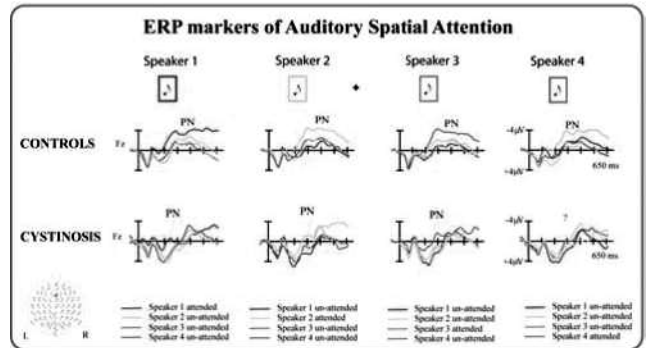 ERP markers of Auditory Spatial Attention
Speaker 1
Speaker 2
Speaker 3
Speaker 4
PN
PN
PN
PN
CONTROLS
Fz
-4μV
+4μV
650 ms
PN
PN
PN
?
CYSTINOSIS
Fz
-4μV
+4μV
650 ms
L
R
Speaker 1 attended
Speaker 2 un-attended
Speaker 3 un-attended
Speaker 4 un-attended
Speaker 1 un-attended
Speaker 2 attended
Speaker 3 un-attended
Speaker 4 un-attended
Speaker 1 un-attended
Speaker 2 un-attended
Speaker 3 attended
Speaker 4 un-attended
Speaker 1 un-attended
Speaker 2 un-attended
Speaker 3 un-attended
Speaker 4 attended